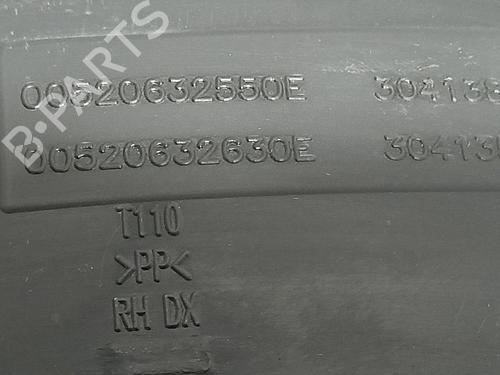 B-PARTS
00520632550E
00520632630E
T110
>PP<
RH DX